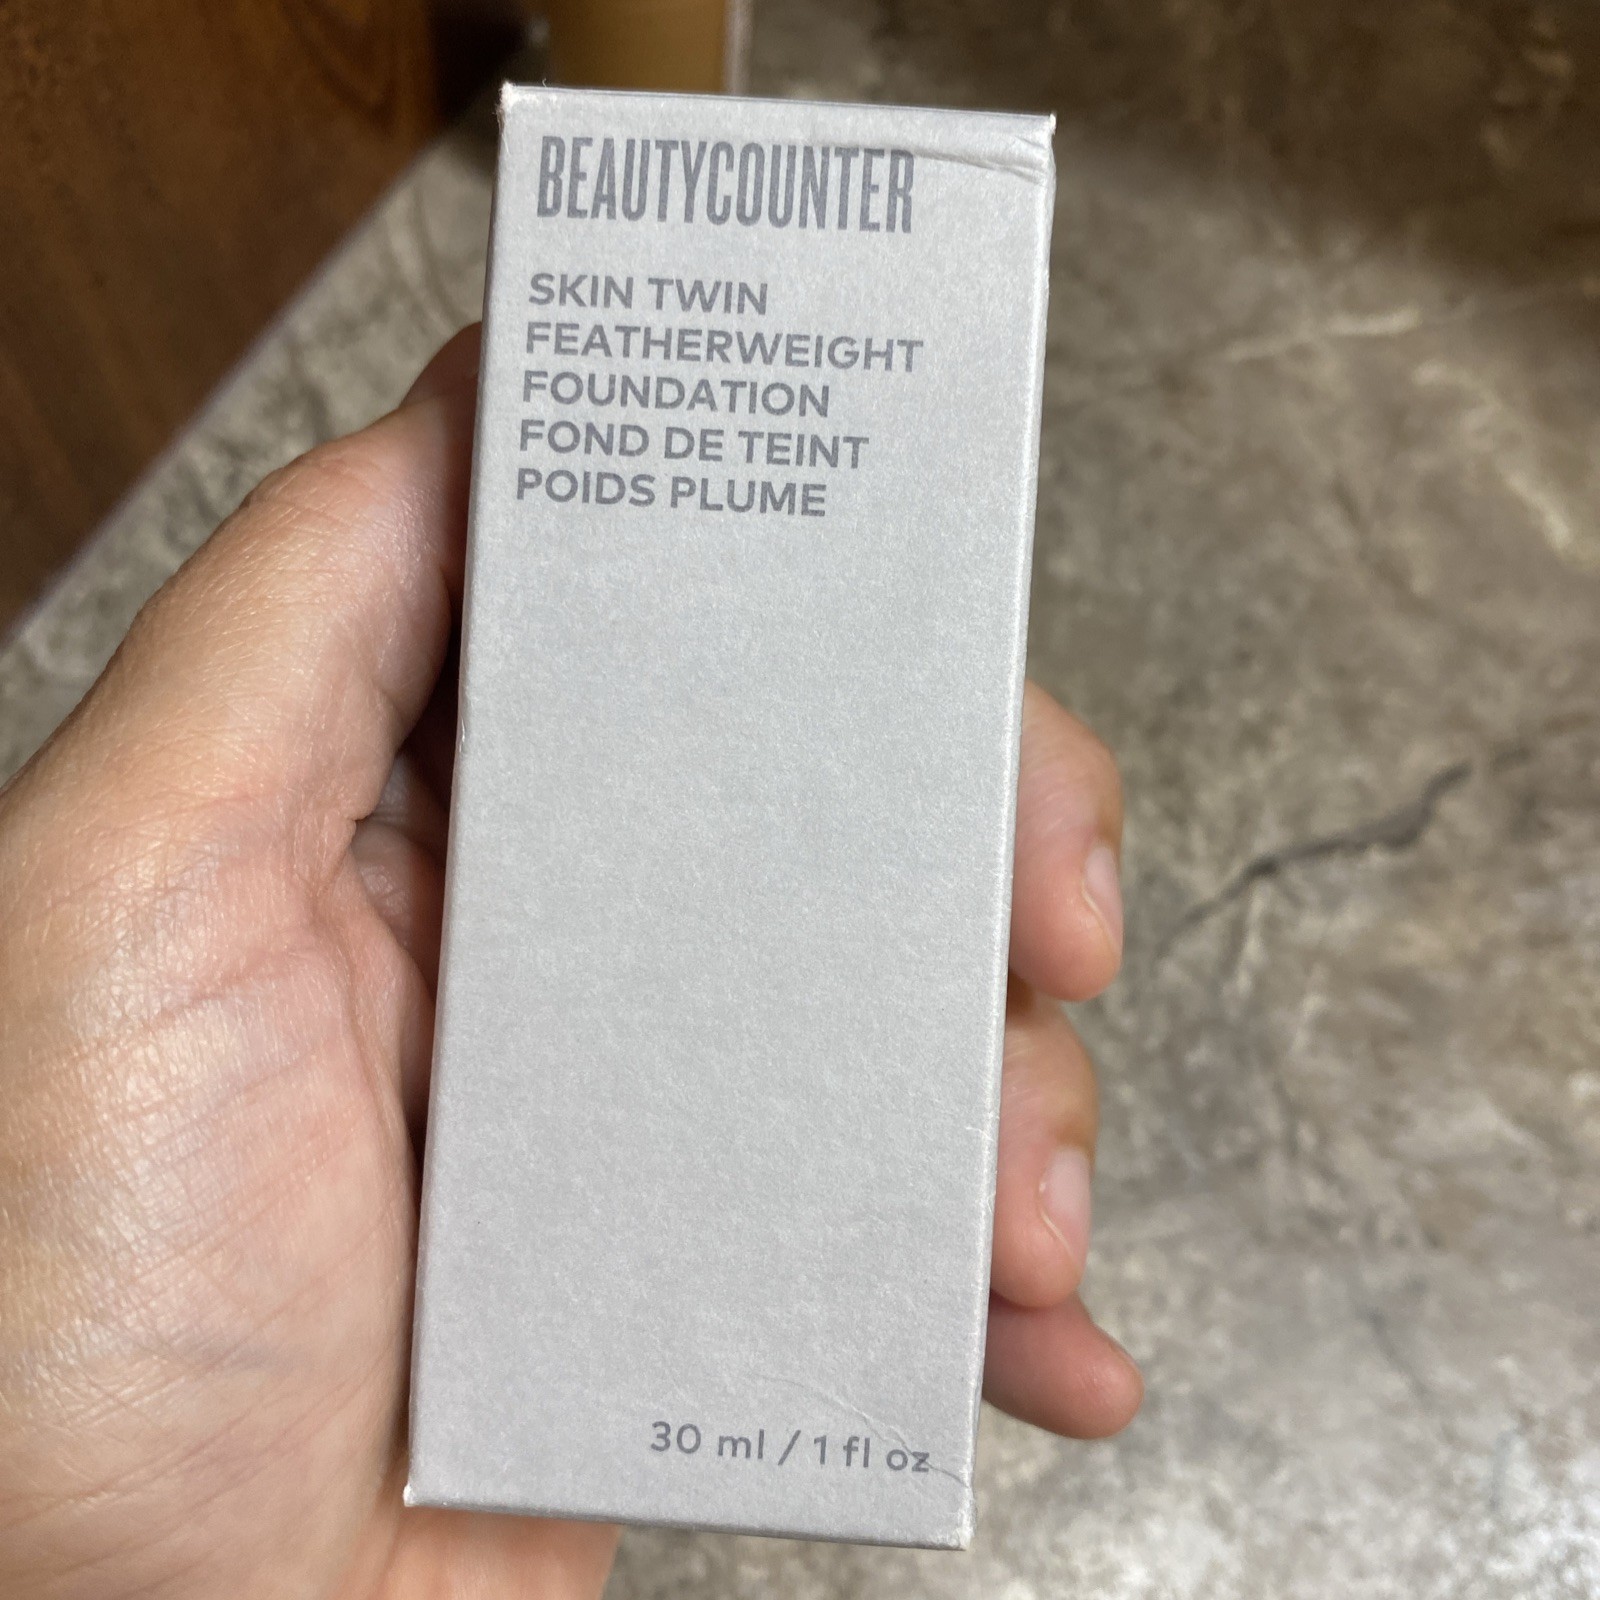 BEAUTYCOUNTER
SKIN TWIN
FEATHERWEIGHT
FOUNDATION
FOND DE TEINT
POIDS PLUME
30 ml / 1 fl oz